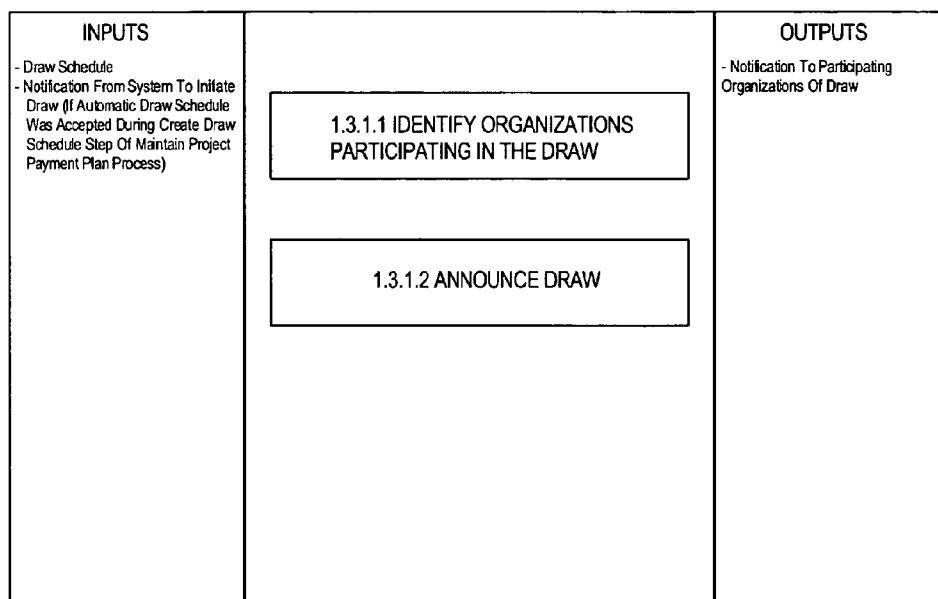 INPUTS
- Draw Schedule
- Notification From System To Initiate
Draw (If Automatic Draw Schedule
Was Accepted During Create Draw
Schedule Step Of Maintain Project
Payment Plan Process)
1.3.1.1 IDENTIFY ORGANIZATIONS
PARTICIPATING IN THE DRAW
1.3.1.2 ANNOUNCE DRAW
OUTPUTS
- Notification To Participating
Organizations Of Draw